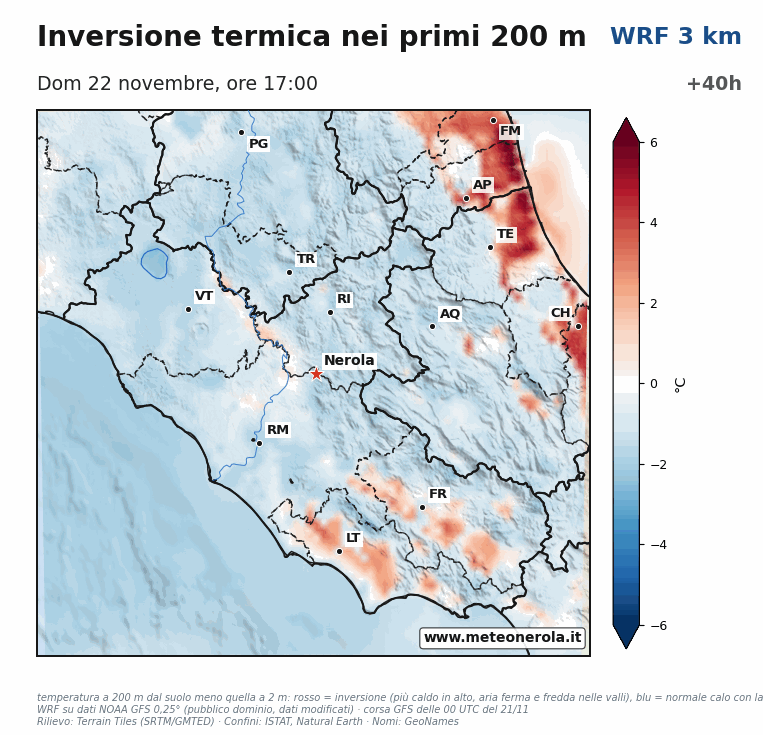 Inversione termica nei primi 200 m WRF 3 km
Dom 22 novembre, ore 17:00 +40h
FM
PG
AP
TE
TR
VT
RI
AQ
CH
Nerola
RM
FR
LT
www.meteonerola.it
6
4
2
0
−2
−4
−6
°C
temperatura a 200 m dal suolo meno quella a 2 m: rosso = inversione (più caldo in alto, aria ferma e fredda nelle valli), blu = normale calo con la
WRF su dati NOAA GFS 0,25° (pubblico dominio, dati modificati) · corsa GFS delle 00 UTC del 21/11
Rilievo: Terrain Tiles (SRTM/GMTED) · Confini: ISTAT, Natural Earth · Nomi: GeoNames